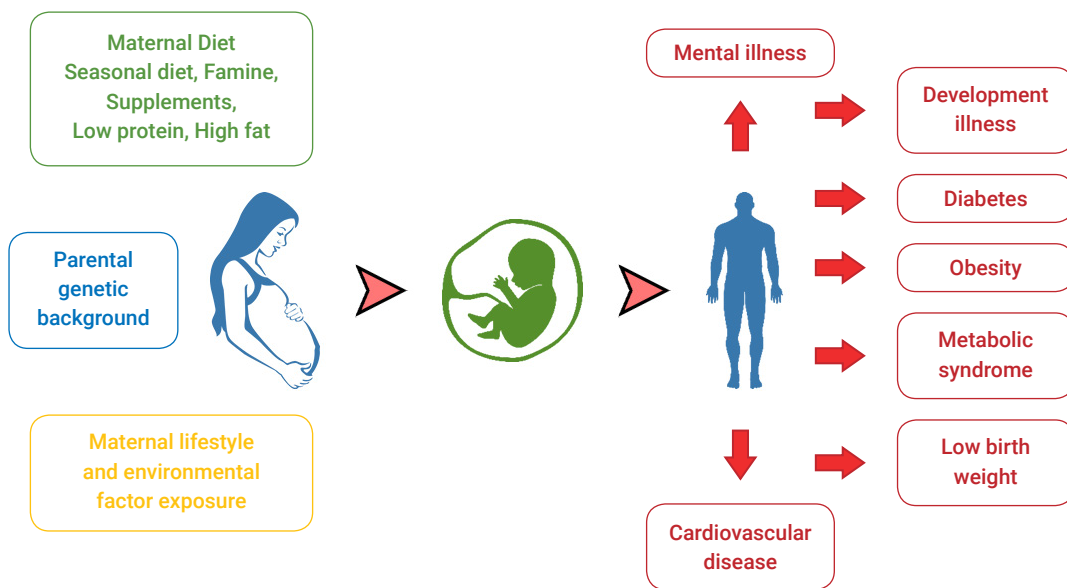 Maternal Diet
Seasonal diet, Famine,
Supplements,
Low protein, High fat
Parental
genetic
background
Maternal lifestyle
and environmental
factor exposure
Mental illness
Development
illness
Diabetes
Obesity
Metabolic
syndrome
Low birth
weight
Cardiovascular
disease